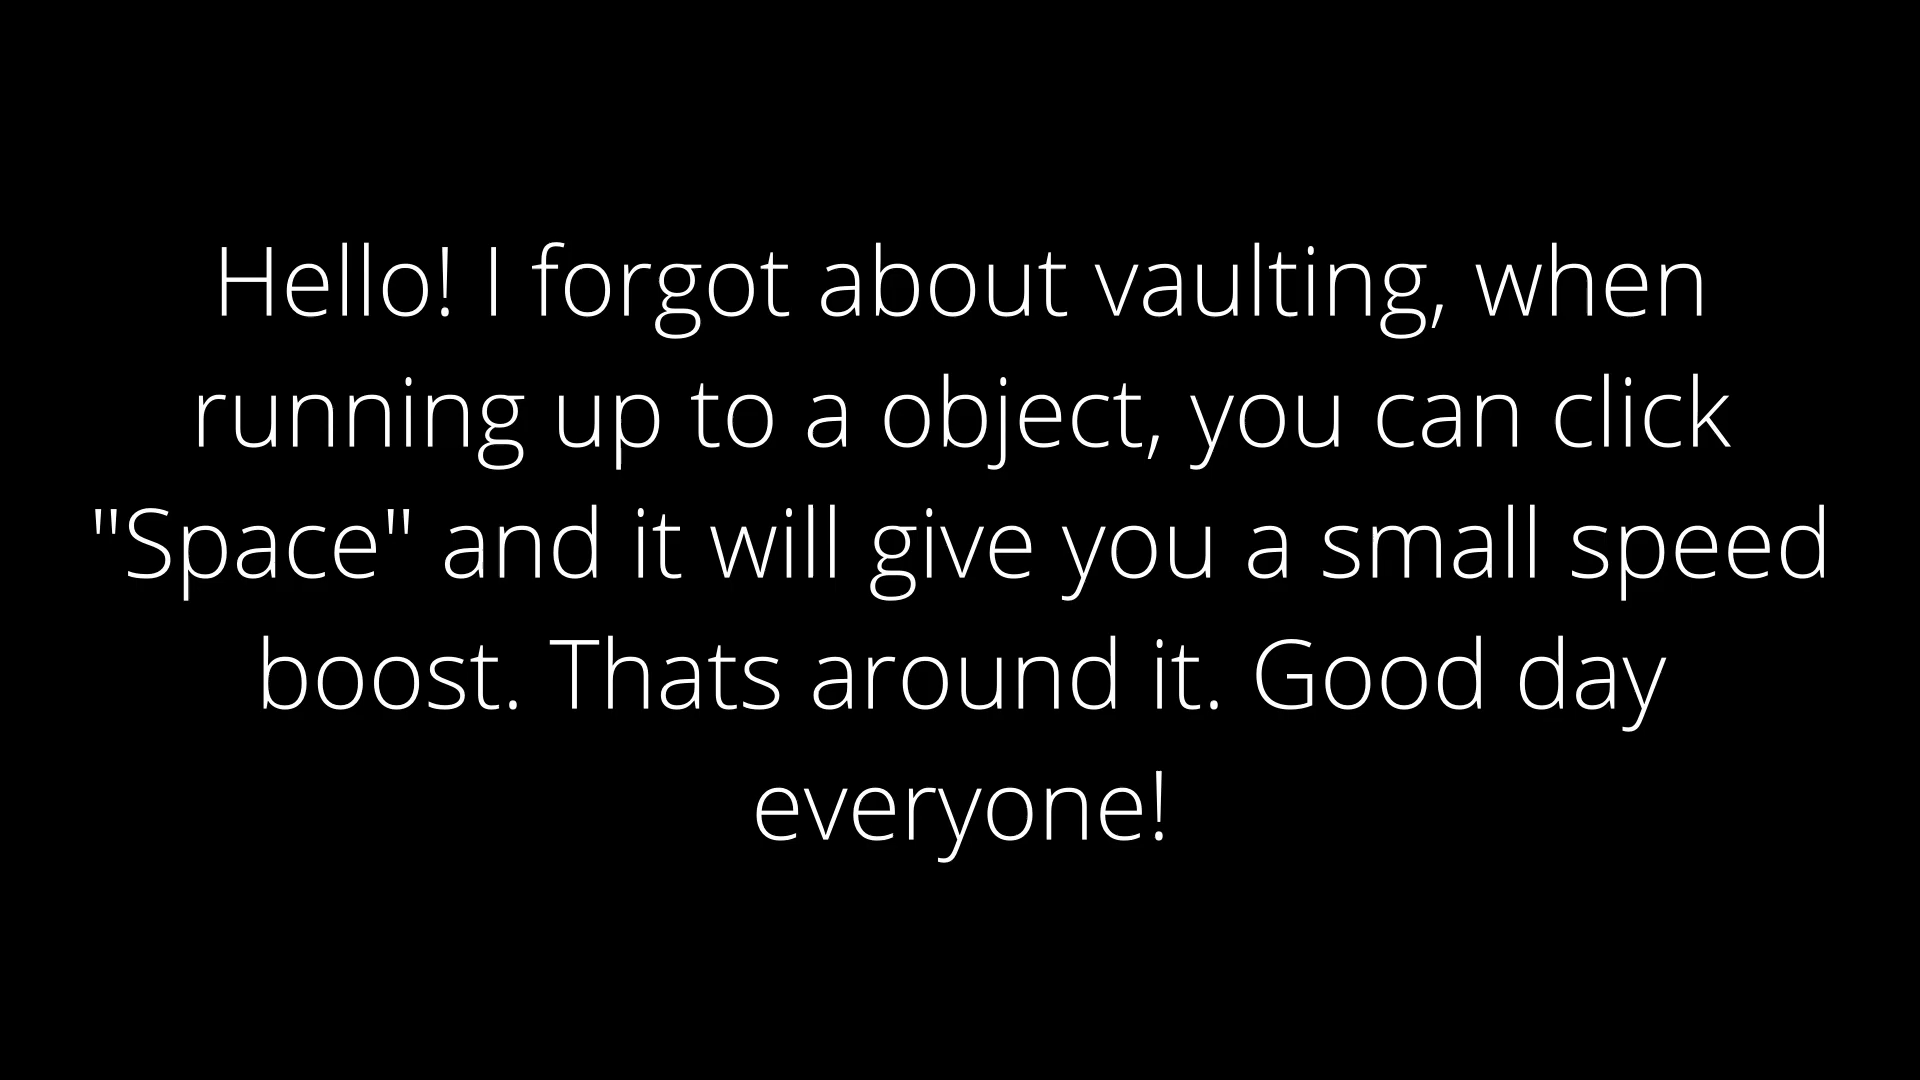 Hello! I forgot about vaulting, when
running up to a object, you can click
"Space" and it will give you a small speed
boost. Thats around it. Good day
everyone!